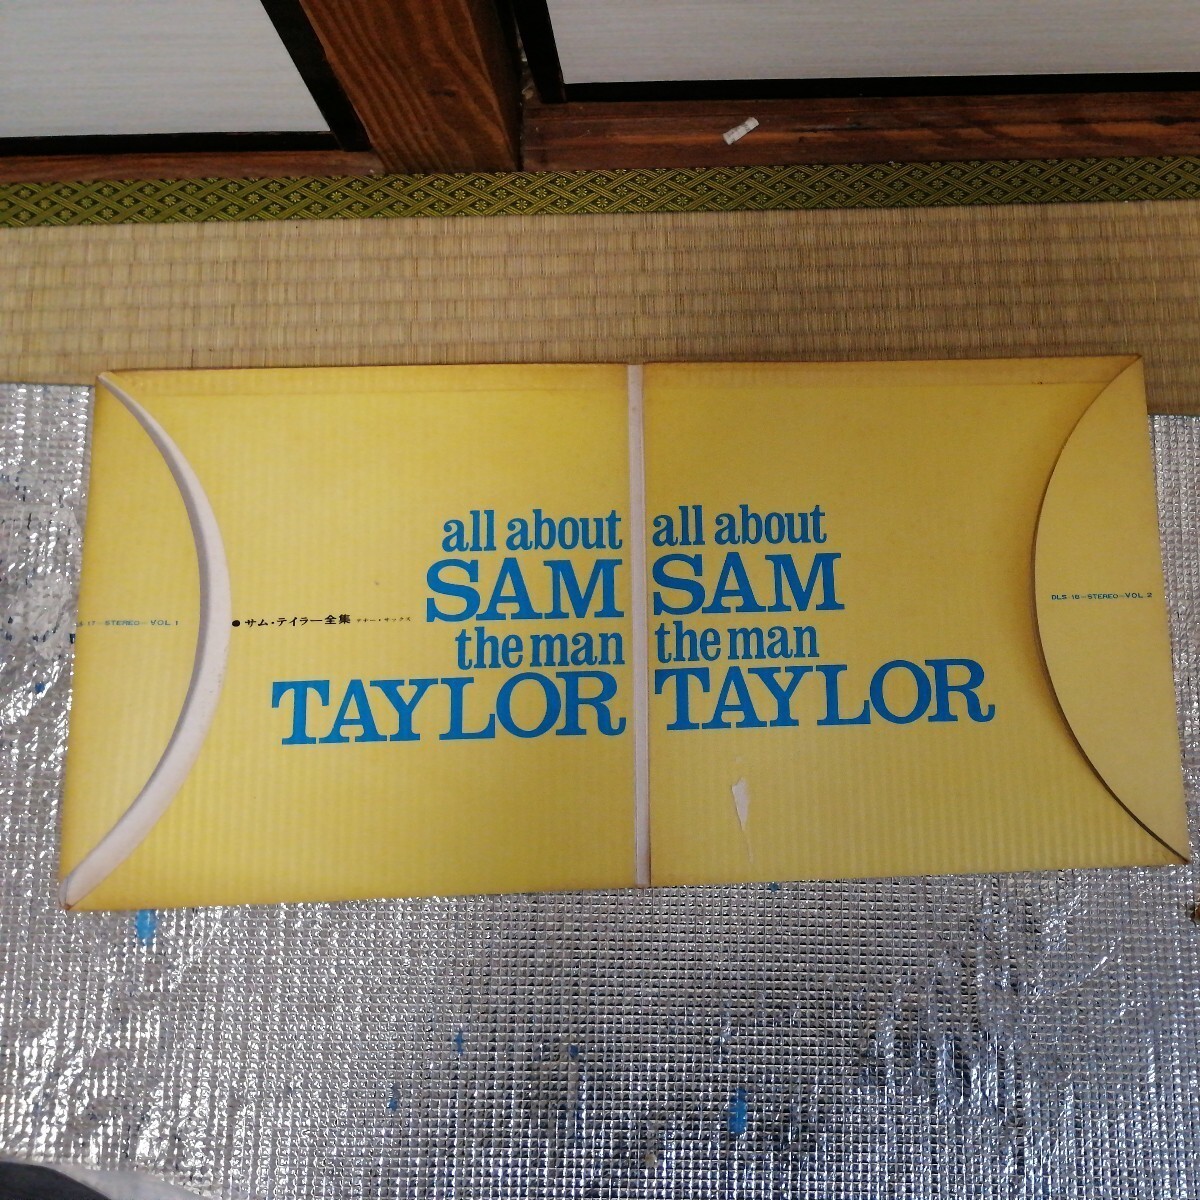 all about
SAM
the man
TAYLOR
●サム・テイラー全集 テナー・サックス
17－STEREO－VOL 1
all about
SAM
the man
TAYLOR
DLS-18－STEREO－VOL 2